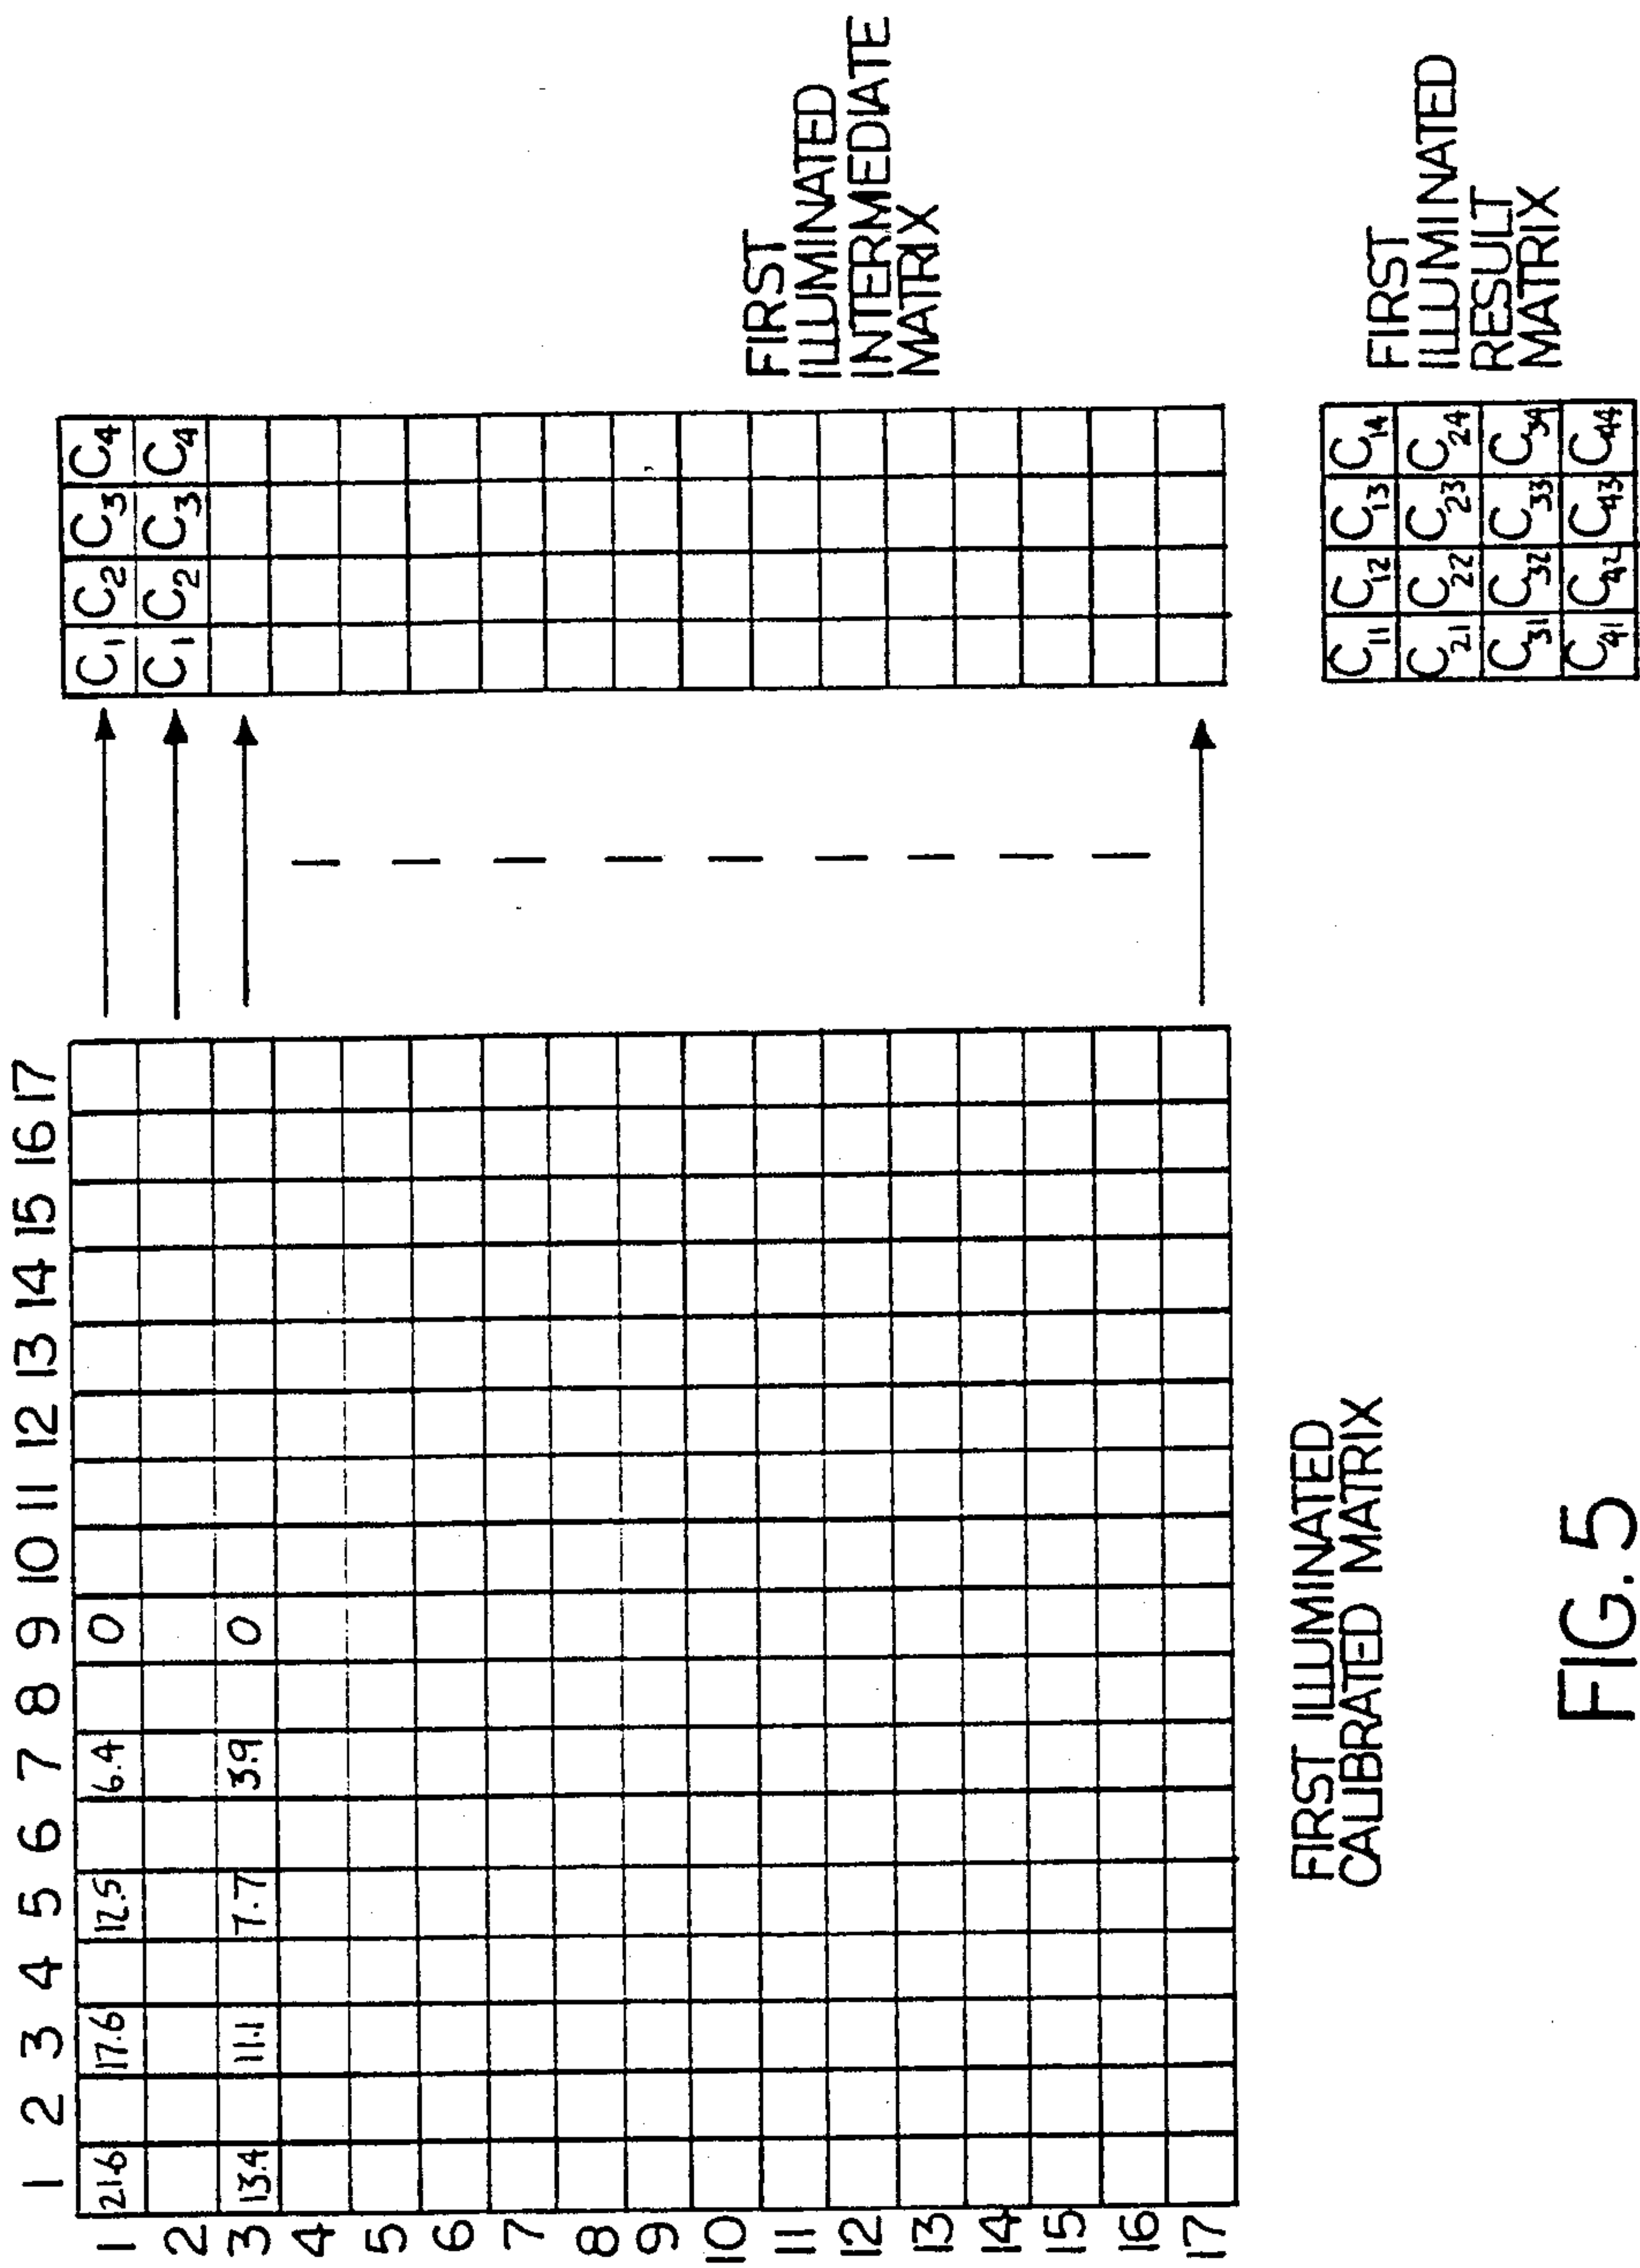 1 2 3 4 5 6 7 8 9 10 11 12 13 14 15 16 17
1 21.6 17.6 12.5 6.4 0
2
3 13.4 11.1 7.7 3.9 0
4
5
6
7
8
9
10
11
12
13
14
15
16
17
C1 C2 C3 C4
C1 C2 C3 C4
FIRST
ILLUMINATED
INTERMEDIATE
MATRIX
C11 C12 C13 C14
C21 C22 C23 C24
C31 C32 C33 C34
C41 C42 C43 C44
FIRST
ILLUMINATED
RESULT
MATRIX
FIRST ILLUMINATED
CALIBRATED MATRIX
FIG. 5